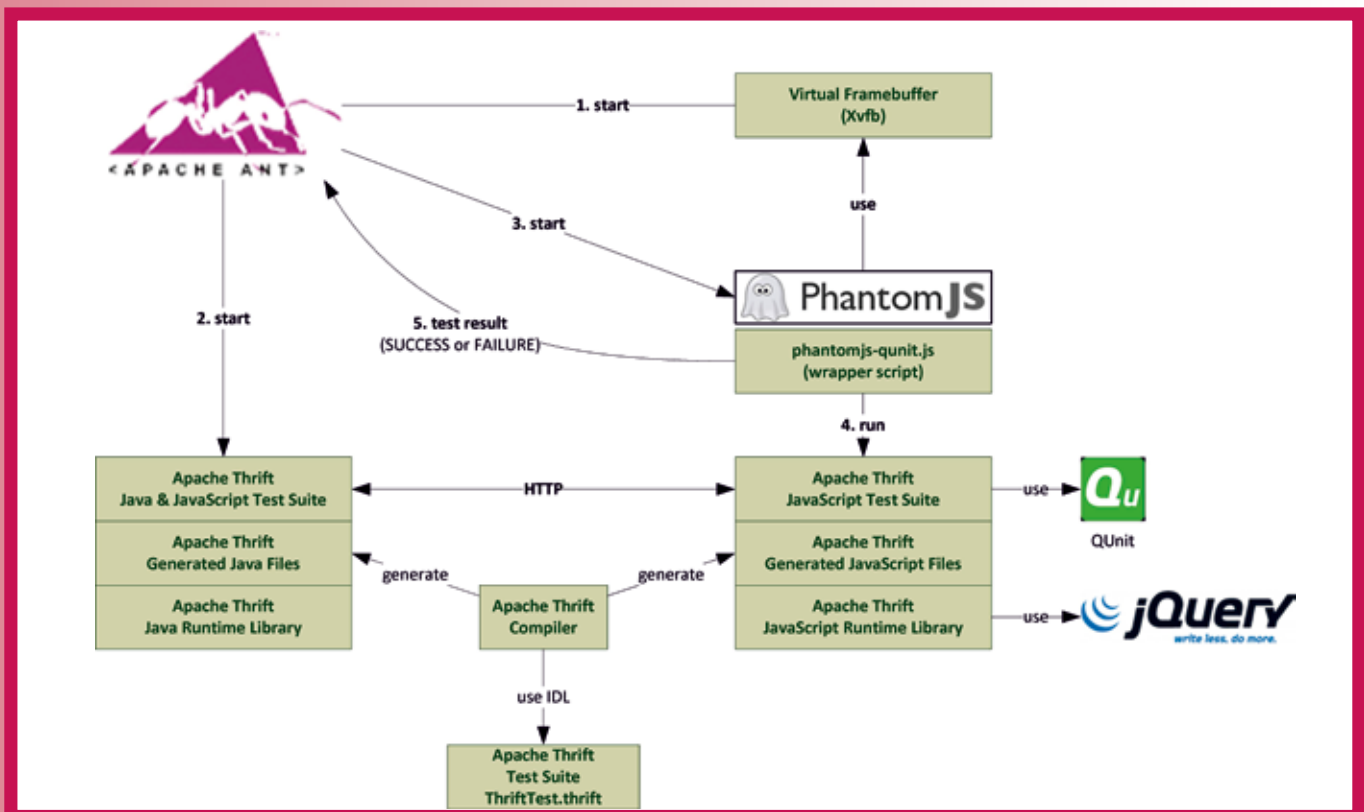 <APACHE ANT>
1. start
Virtual Framebuffer
(Xvfb)
use
3. start
PhantomJS
2. start
5. test result
(SUCCESS or FAILURE)
phantomjs-qunit.js
(wrapper script)
4. run
Apache Thrift
Java & JavaScript Test Suite
HTTP
Apache Thrift
JavaScript Test Suite
use
Qu
QUnit
Apache Thrift
Generated Java Files
generate
generate
Apache Thrift
Generated JavaScript Files
Apache Thrift
Java Runtime Library
Apache Thrift
Compiler
Apache Thrift
JavaScript Runtime Library
use
jQuery
write less, do more.
use IDL
Apache Thrift
Test Suite
ThriftTest.thrift